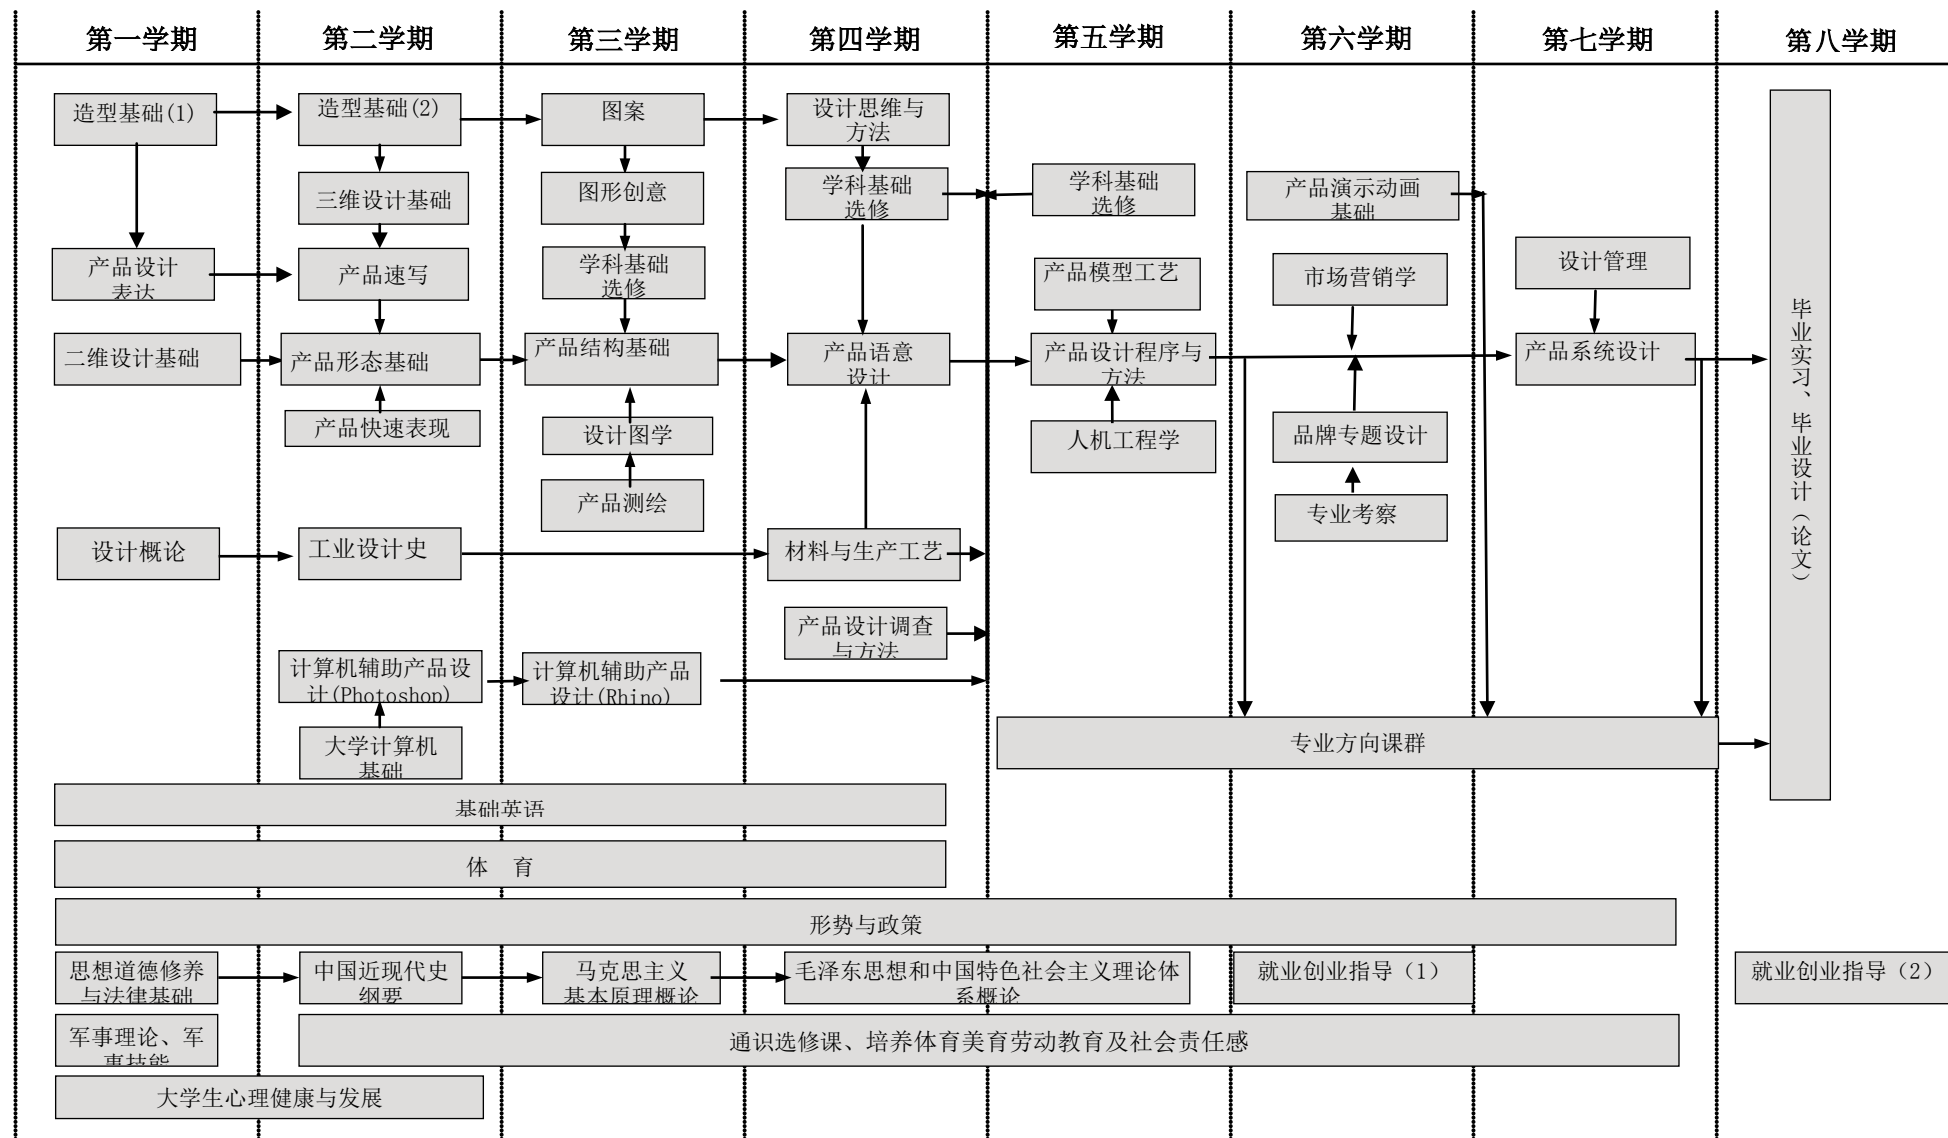 第一学期
第二学期
第三学期
第四学期
第五学期
第六学期
第七学期
第八学期
造型基础(1)
造型基础(2)
图案
设计思维与
方法
三维设计基础
图形创意
学科基础
选修
学科基础
选修
产品演示动画
基础
产品设计
表达
产品速写
学科基础
选修
产品模型工艺
市场营销学
设计管理
二维设计基础
产品形态基础
产品结构基础
产品语意
设计
产品设计程序与
方法
产品系统设计
产品快速表现
设计图学
人机工程学
品牌专题设计
产品测绘
专业考察
设计概论
工业设计史
材料与生产工艺
产品设计调查
与方法
计算机辅助产品设
计(Photoshop)
计算机辅助产品
设计(Rhino)
大学计算机
基础
专业方向课群
毕业实习、毕业设计（论文）
基础英语
体 育
形势与政策
思想道德修养
与法律基础
中国近现代史
纲要
马克思主义
基本原理概论
毛泽东思想和中国特色社会主义理论体
系概论
就业创业指导（1）
就业创业指导（2）
军事理论、军
事技能
通识选修课、培养体育美育劳动教育及社会责任感
大学生心理健康与发展